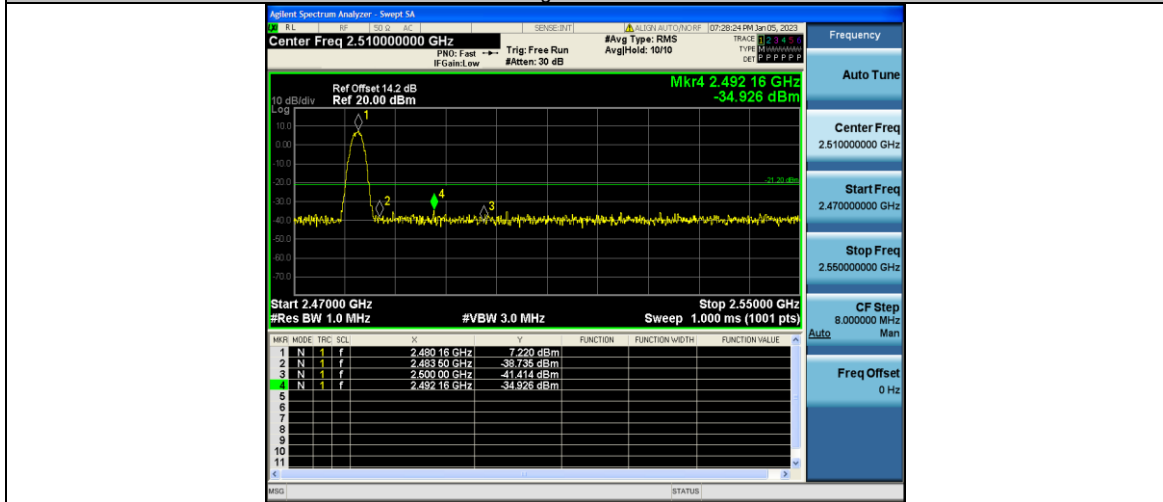 Agilent Spectrum Analyzer - Swept SA
RL RF 50 Ω AC SENSE:INT ALIGN AUTO/NO RF 07:28:24 PM Jan 05, 2023
Center Freq 2.510000000 GHz #Avg Type: RMS TRACE 1 2 3 4 5 6
PNO: Fast Trig: Free Run Avg|Hold: 10/10 TYPE M
IFGain:Low #Atten: 30 dB DET P P P P P P
Mkr4 2.492 16 GHz
-34.926 dBm
Ref Offset 14.2 dB
10 dB/div Ref 20.00 dBm
Log
10.0
0.00
-10.0
-20.0
-30.0
-40.0
-50.0
-60.0
-70.0
1
2
4
3
-21.20 dBm
Start 2.47000 GHz Stop 2.55000 GHz
#Res BW 1.0 MHz #VBW 3.0 MHz Sweep 1.000 ms (1001 pts)
MKR MODE TRC SCL X Y FUNCTION FUNCTION WIDTH FUNCTION VALUE
1 N 1 f 2.480 16 GHz 7.220 dBm
2 N 1 f 2.483 50 GHz -38.735 dBm
3 N 1 f 2.500 00 GHz -41.414 dBm
4 N 1 f 2.492 16 GHz -34.926 dBm
5
6
7
8
9
10
11
MSG STATUS
Frequency
Auto Tune
Center Freq
2.510000000 GHz
Start Freq
2.470000000 GHz
Stop Freq
2.550000000 GHz
CF Step
8.000000 MHz
Auto Man
Freq Offset
0 Hz